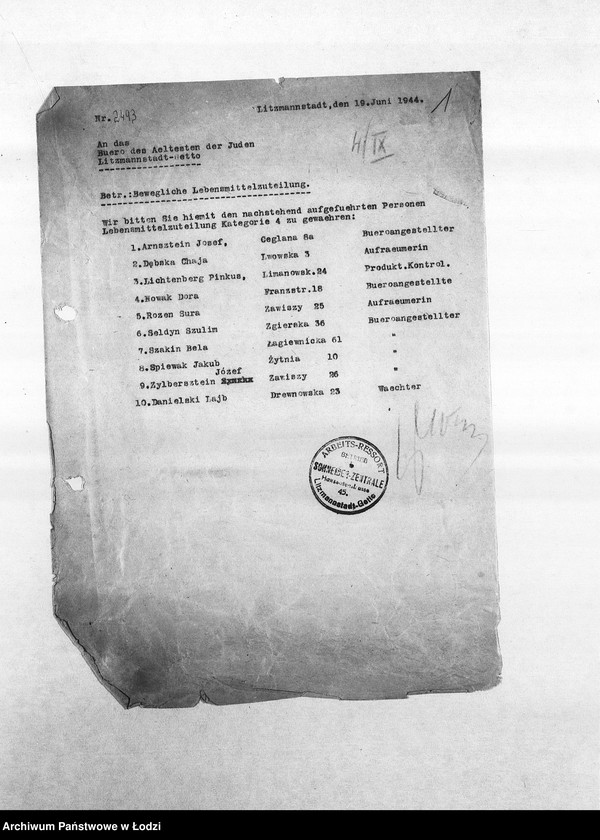 Litzmannstadt,den 19.Juni 1944. 1
Nr. 2493
4/IX
An das
Buero des Aeltesten der Juden
Litzmannstadt-Getto
Betr.:Bewegliche Lebensmittelzuteilung.
Wir bitten Sie hiemit den nachstehend aufgefuehrten Personen
Lebensmittelzuteilung Kategorie 4 zu gewaehren:
1.Arnsztein Josef, Ceglana 8a Bueroangestellter
2.Dębska Chaja Lwowska 3 Aufraeumerin
3.Lichtenberg Pinkus, Limanowsk.24 Produkt.Kontrol.
4.Nowak Dora Franzstr.18 Bueroangestellte
5.Rozen Sura Zawiszy 25 Aufraeumerin
6.Seldyn Szulim Zgierska 36 Bueroangestellter
7.Szakin Bela Łagiewnicka 61 "
8.Spiewak Jakub Żytnia 10 "
Józef
9.Zylbersztein Zawiszy 26 "
10.Danielski Lajb Drewnowska 23 Waechter
ARBEITS-RESSORT
SCHNEIDER-ZENTRALE
45.
Litzmannstadt-Getto
Archiwum Państwowe w Łodzi